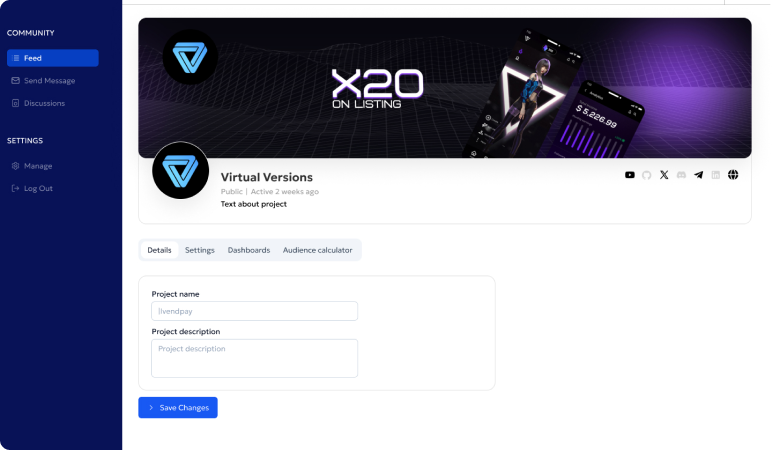 COMMUNITY
Feed
Send Message
Discussions
SETTINGS
Manage
Log Out
X20
ON LISTING
$ 5,226.99
Virtual Versions
Public | Active 2 weeks ago
Text about project
Details
Settings
Dashboards
Audience calculator
Project name
livendpay
Project description
Project description
Save Changes